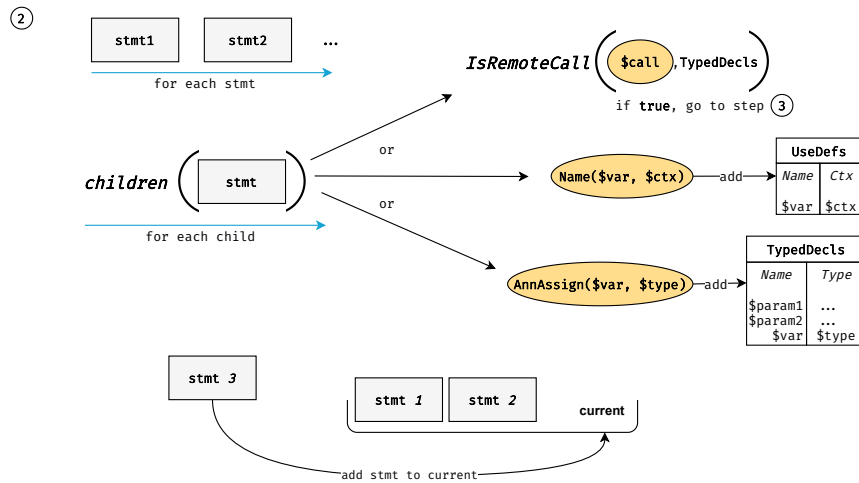 2
stmt1 stmt2 ...
for each stmt
IsRemoteCall ( $call ,TypedDecls )
if true, go to step 3
or
children ( stmt )
or
for each child
Name($var, $ctx) add
UseDefs
Name Ctx
$var $ctx
AnnAssign($var, $type) add
TypedDecls
Name Type
$param1 ...
$param2 ...
$var $type
stmt 3
stmt 1 stmt 2 current
add stmt to current